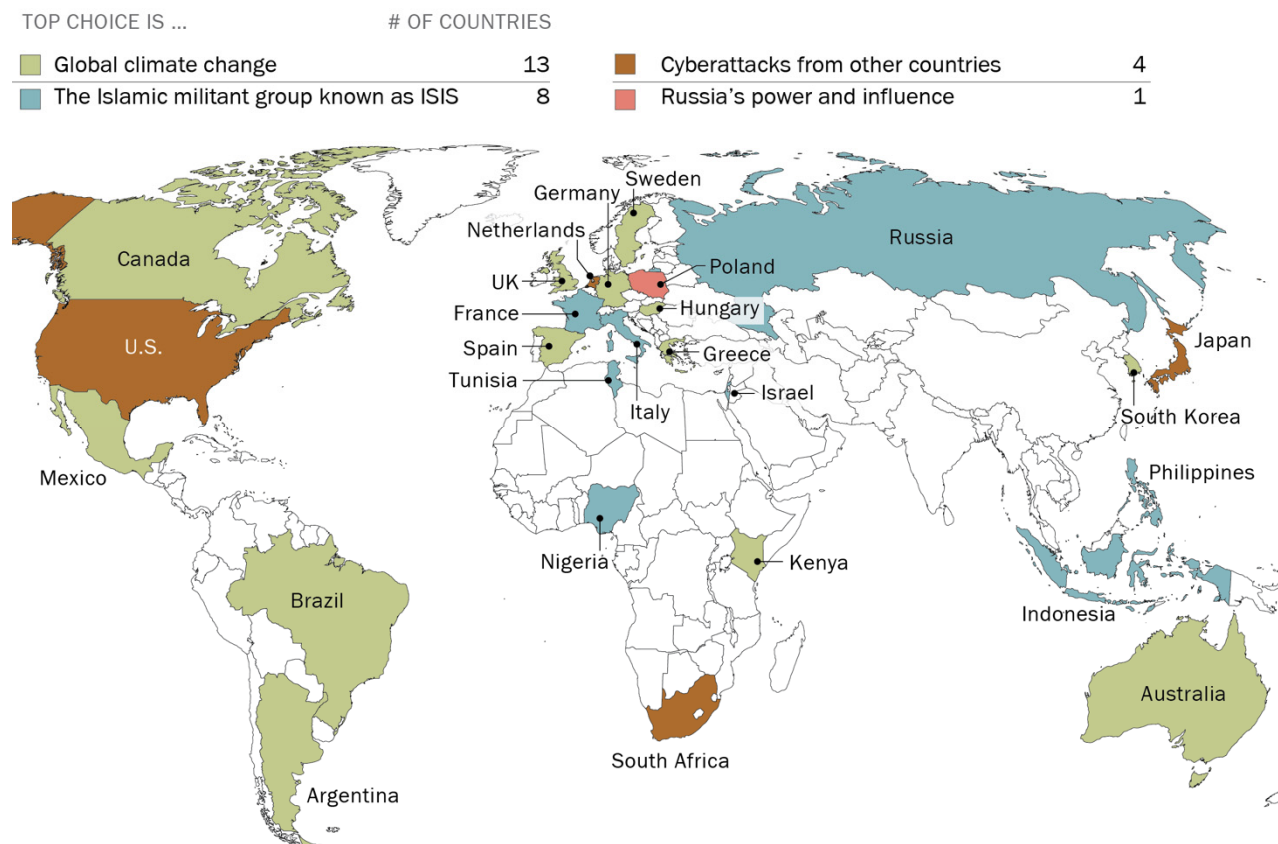 TOP CHOICE IS ... # OF COUNTRIES
Global climate change 13
The Islamic militant group known as ISIS 8
Cyberattacks from other countries 4
Russia’s power and influence 1
Sweden
Germany
Netherlands
Russia
Canada
Poland
UK
Hungary
France
Japan
U.S.
Spain
Greece
Tunisia
Israel
Italy
South Korea
Mexico
Philippines
Nigeria
Kenya
Brazil
Indonesia
Australia
South Africa
Argentina